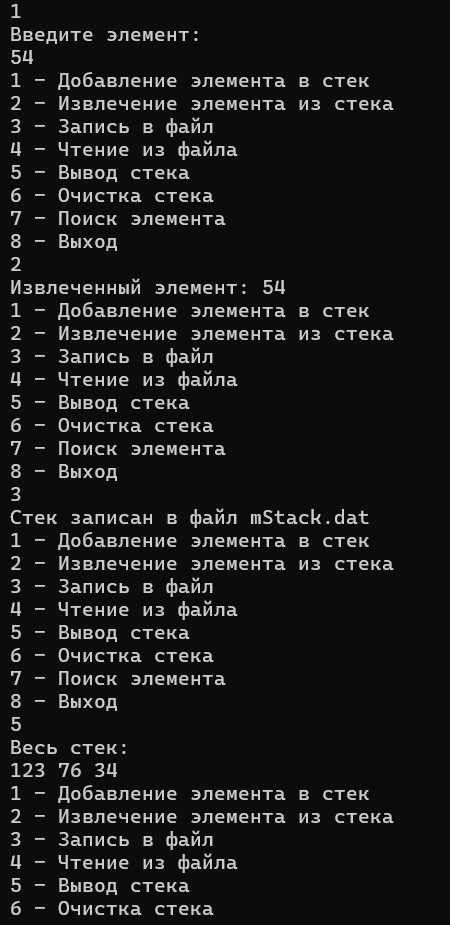 1
Введите элемент:
54
1 – Добавление элемента в стек
2 – Извлечение элемента из стека
3 – Запись в файл
4 – Чтение из файла
5 – Вывод стека
6 – Очистка стека
7 – Поиск элемента
8 – Выход
2
Извлеченный элемент: 54
1 – Добавление элемента в стек
2 – Извлечение элемента из стека
3 – Запись в файл
4 – Чтение из файла
5 – Вывод стека
6 – Очистка стека
7 – Поиск элемента
8 – Выход
3
Стек записан в файл mStack.dat
1 – Добавление элемента в стек
2 – Извлечение элемента из стека
3 – Запись в файл
4 – Чтение из файла
5 – Вывод стека
6 – Очистка стека
7 – Поиск элемента
8 – Выход
5
Весь стек:
123 76 34
1 – Добавление элемента в стек
2 – Извлечение элемента из стека
3 – Запись в файл
4 – Чтение из файла
5 – Вывод стека
6 – Очистка стека